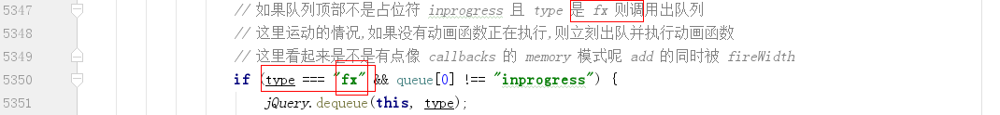 5347 // 如果队列顶部不是占位符 inprogress 且 type 是 fx 则调用出队列
5348 // 这里运动的情况,如果没有动画函数正在执行,则立刻出队并执行动画函数
5349 // 这里看起来是不是有点像 callbacks 的 memory 模式呢 add 的同时被 fireWidth
5350 if (type === "fx" && queue[0] !== "inprogress") {
5351 jQuery.dequeue(this, type);